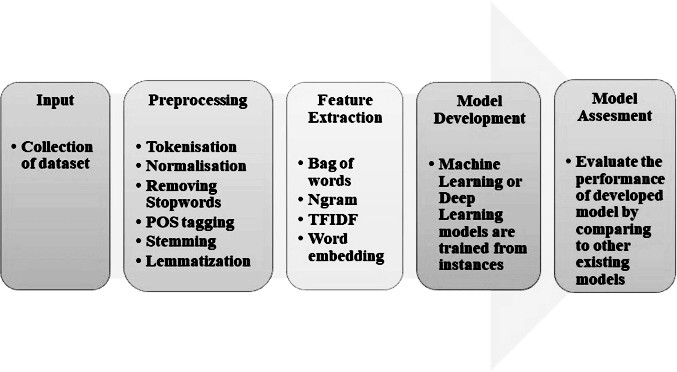 Input
• Collection
of dataset
Preprocessing
• Tokenisation
• Normalisation
• Removing
Stopwords
• POS tagging
• Stemming
• Lemmatization
Feature
Extraction
• Bag of
words
• Ngram
• TFIDF
• Word
embedding
Model
Development
• Machine
Learning or
Deep
Learning
models are
trained from
instances
Model
Assesment
• Evaluate the
performance
of developed
model by
comparing
to other
existing
models